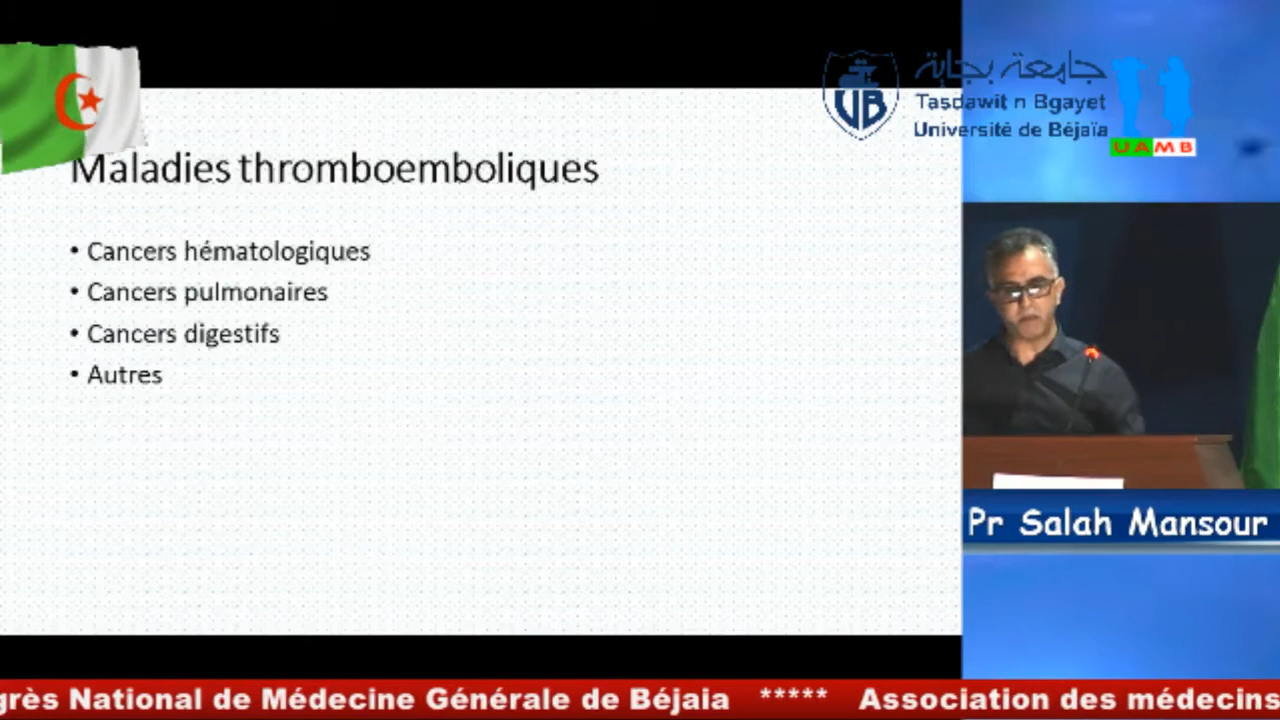 جامعة بجاية
Tasdawit n Bgayet
Université de Béjaïa
UB
UAMB
Maladies thromboemboliques
• Cancers hématologiques
• Cancers pulmonaires
• Cancers digestifs
• Autres
Pr Salah Mansour
grès National de Médecine Générale de Béjaia ***** Association des médecins